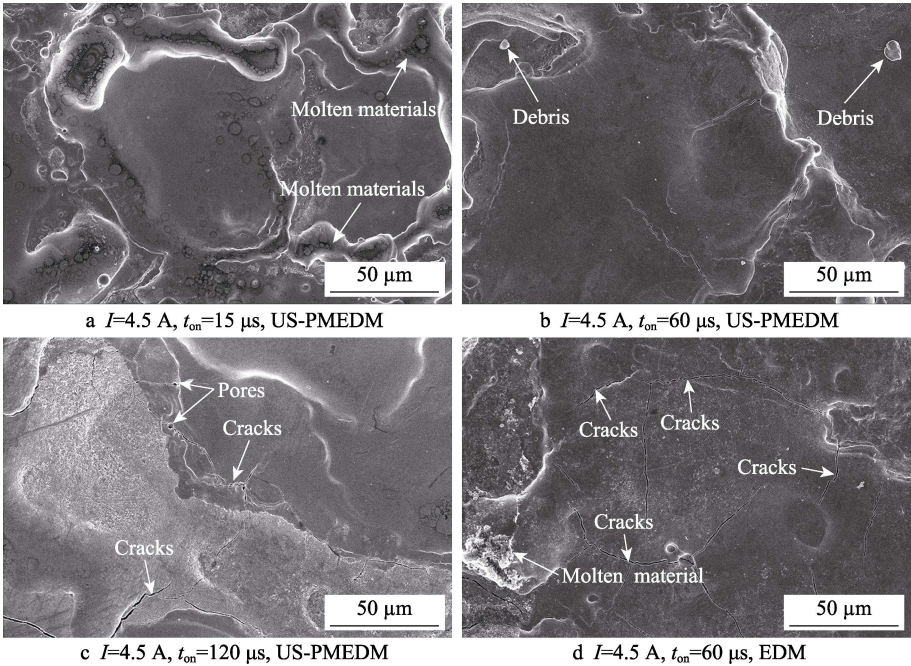 Molten materials
Molten materials
50 µm
a I=4.5 A, ton=15 µs, US-PMEDM
Debris
Debris
50 µm
b I=4.5 A, ton=60 µs, US-PMEDM
Pores
Cracks
Cracks
50 µm
c I=4.5 A, ton=120 µs, US-PMEDM
Cracks
Cracks
Cracks
Cracks
Molten material
50 µm
d I=4.5 A, ton=60 µs, EDM